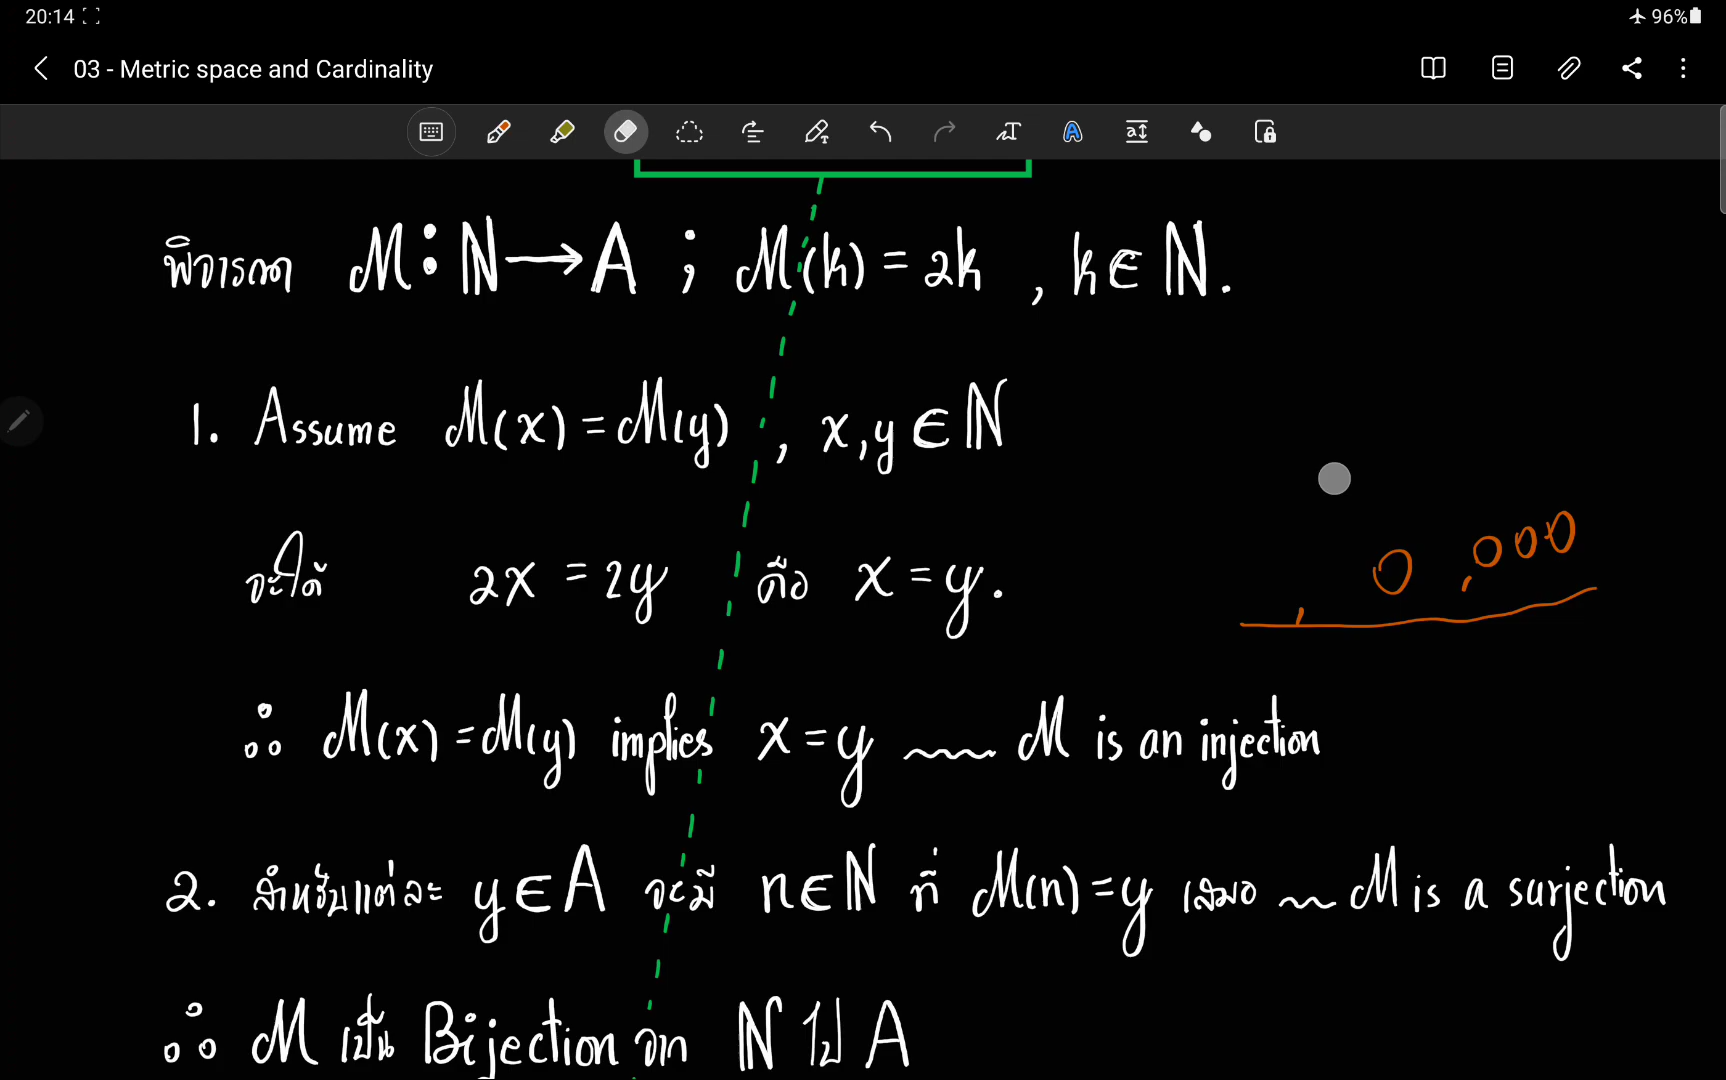 20:14
96%
03 - Metric space and Cardinality
พิจารณา M : ℕ → A ; M(k) = 2k , k ∈ ℕ.
1. Assume M(x) = M(y) , x, y ∈ ℕ
จะได้ 2x = 2y คือ x = y.
0 ,000
∴ M(x) = M(y) implies x = y ~~~ M is an injection
2. สำหรับแต่ละ y ∈ A จะมี n ∈ ℕ ที่ M(n) = y เสมอ ~~ M is a surjection
∴ M เป็น Bijection จาก ℕ ไป A